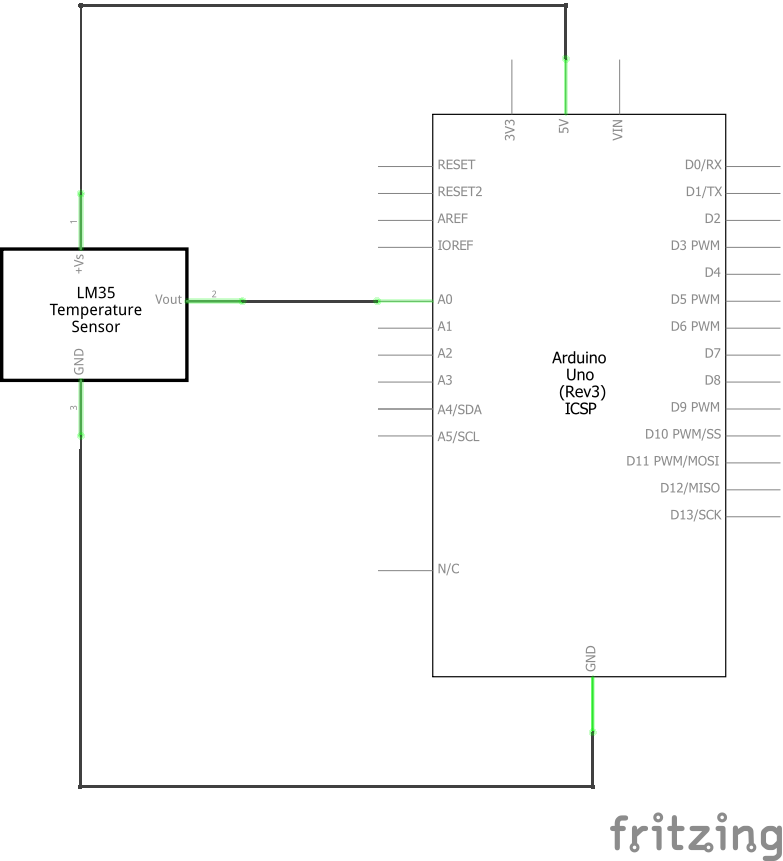 3V3
5V
VIN
RESET
RESET2
AREF
IOREF
A0
A1
A2
A3
A4/SDA
A5/SCL
N/C
D0/RX
D1/TX
D2
D3 PWM
D4
D5 PWM
D6 PWM
D7
D8
D9 PWM
D10 PWM/SS
D11 PWM/MOSI
D12/MISO
D13/SCK
Arduino
Uno
(Rev3)
ICSP
GND
1
+Vs
LM35
Temperature
Sensor
Vout
2
GND
3
fritzing